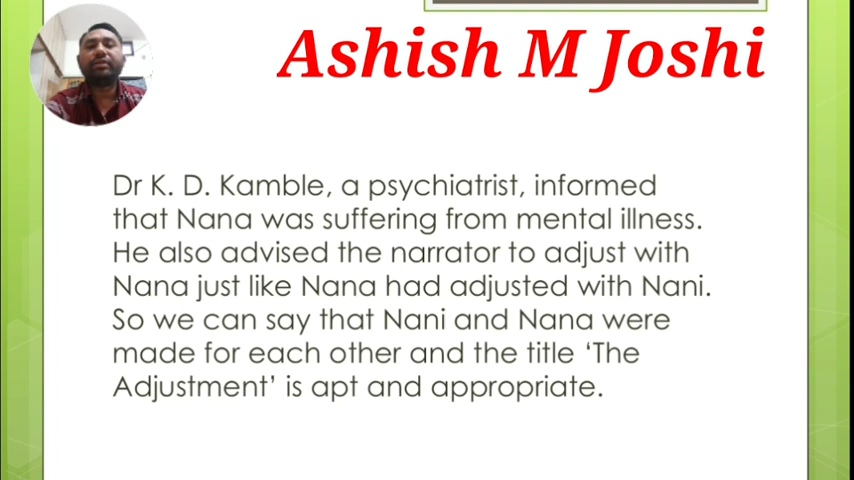 Ashish M Joshi
Dr K. D. Kamble, a psychiatrist, informed
that Nana was suffering from mental illness.
He also advised the narrator to adjust with
Nana just like Nana had adjusted with Nani.
So we can say that Nani and Nana were
made for each other and the title ‘The
Adjustment’ is apt and appropriate.